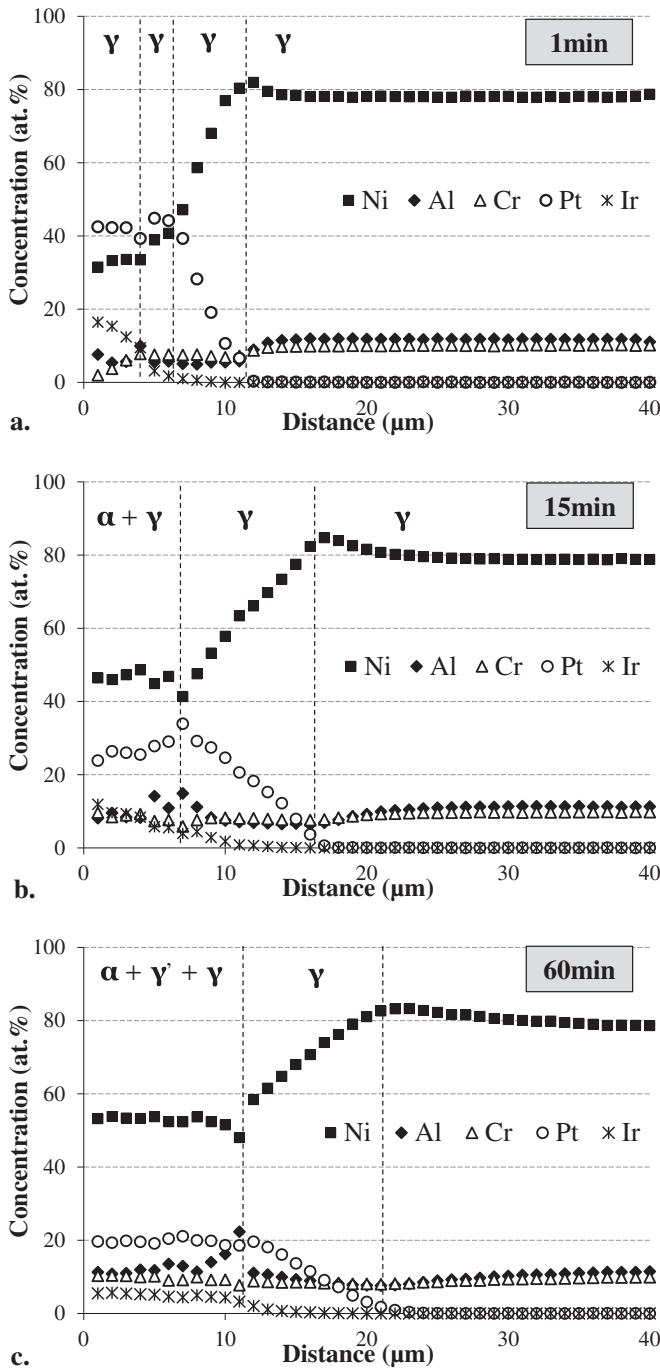 γ γ γ γ 1min
100
80
60
40
20
0
Concentration (at.%)
Ni Al Cr Pt Ir
0 10 20 30 40
Distance (μm)
a.
α + γ γ γ 15min
100
80
60
40
20
0
Concentration (at.%)
Ni Al Cr Pt Ir
0 10 20 30 40
Distance (μm)
b.
α + γ' + γ γ 60min
100
80
60
40
20
0
Concentration (at.%)
Ni Al Cr Pt Ir
0 10 20 30 40
Distance (μm)
c.